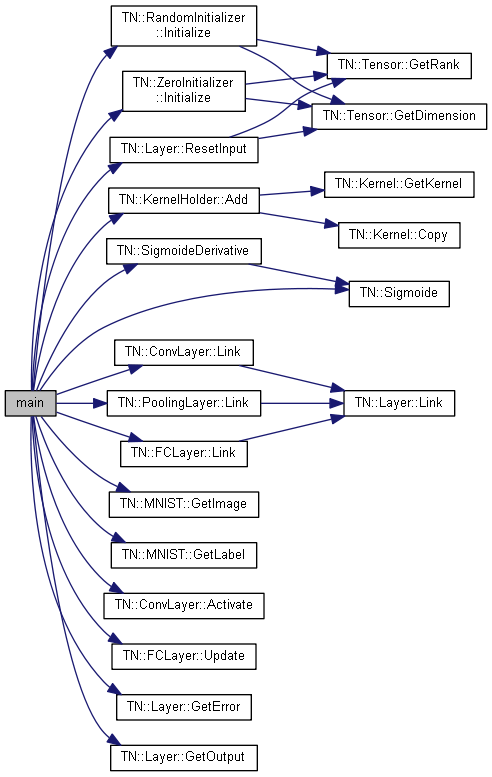 TN::RandomInitializer
::Initialize
TN::Tensor::GetRank
TN::ZeroInitializer
::Initialize
TN::Tensor::GetDimension
TN::Layer::ResetInput
TN::Kernel::GetKernel
TN::KernelHolder::Add
TN::Kernel::Copy
TN::SigmoideDerivative
TN::Sigmoide
TN::ConvLayer::Link
main
TN::PoolingLayer::Link
TN::Layer::Link
TN::FCLayer::Link
TN::MNIST::GetImage
TN::MNIST::GetLabel
TN::ConvLayer::Activate
TN::FCLayer::Update
TN::Layer::GetError
TN::Layer::GetOutput